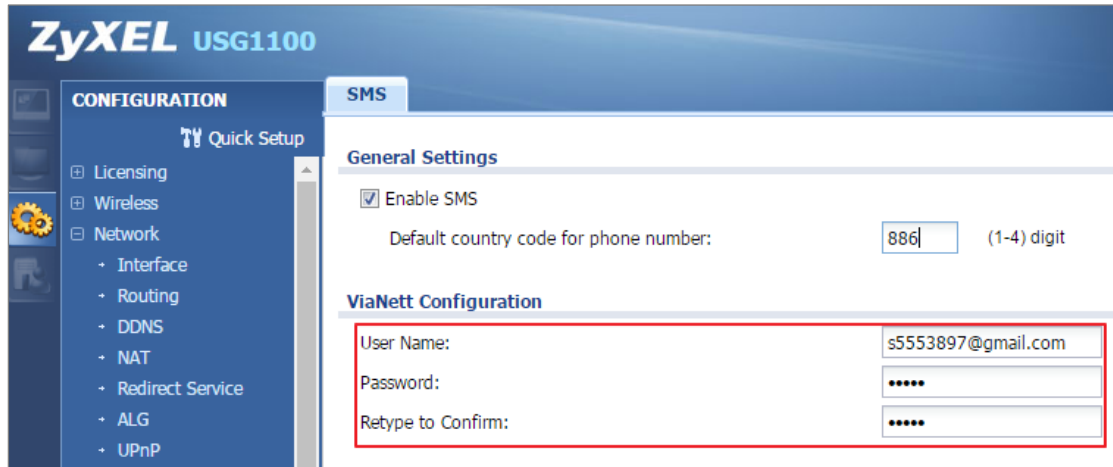 ZyXEL USG1100
CONFIGURATION
Quick Setup
Licensing
Wireless
Network
Interface
Routing
DDNS
NAT
Redirect Service
ALG
UPnP
SMS
General Settings
Enable SMS
Default country code for phone number: 886 (1-4) digit
ViaNett Configuration
User Name: s5553897@gmail.com
Password: •••••
Retype to Confirm: •••••